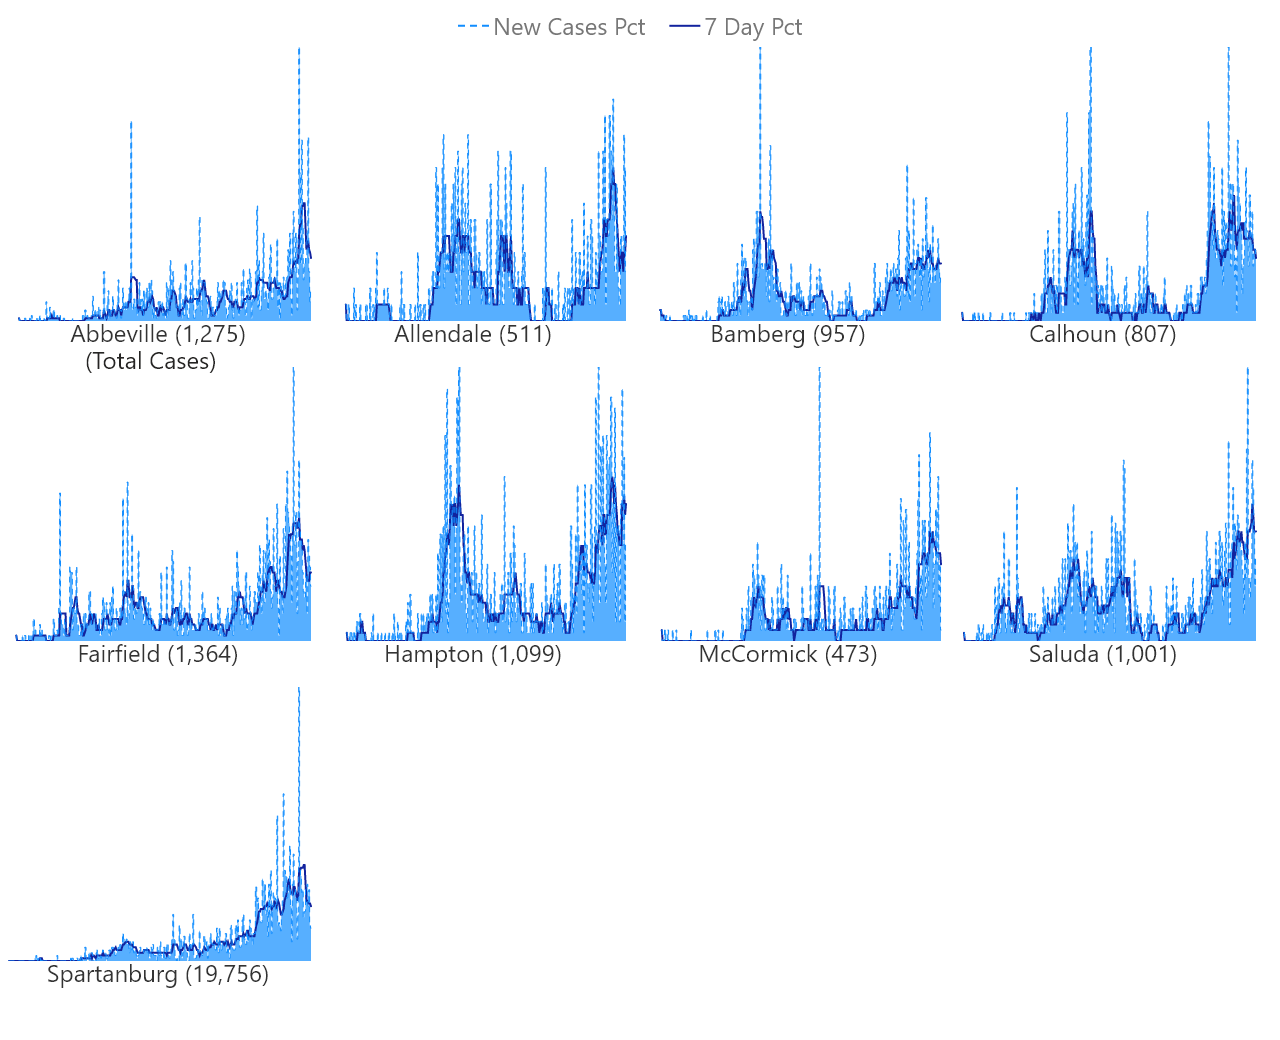 New Cases Pct 7 Day Pct
Abbeville (1,275) Allendale (511) Bamberg (957) Calhoun (807)
(Total Cases)
Fairfield (1,364) Hampton (1,099) McCormick (473) Saluda (1,001)
Spartanburg (19,756)